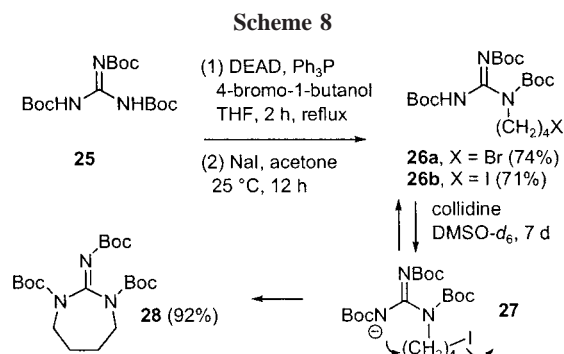 Scheme 8
NBoc
BocHN
NHBoc
25
(1) DEAD, Ph₃P
4-bromo-1-butanol
THF, 2 h, reflux
(2) NaI, acetone
25 °C, 12 h
NBoc
Boc
BocHN
N
(CH₂)₄X
26a, X = Br (74%)
26b, X = I (71%)
collidine
DMSO-d₆, 7 d
Boc
N
Boc
Boc
N
N
28 (92%)
NBoc
Boc
BocN
N
⊖
27
I